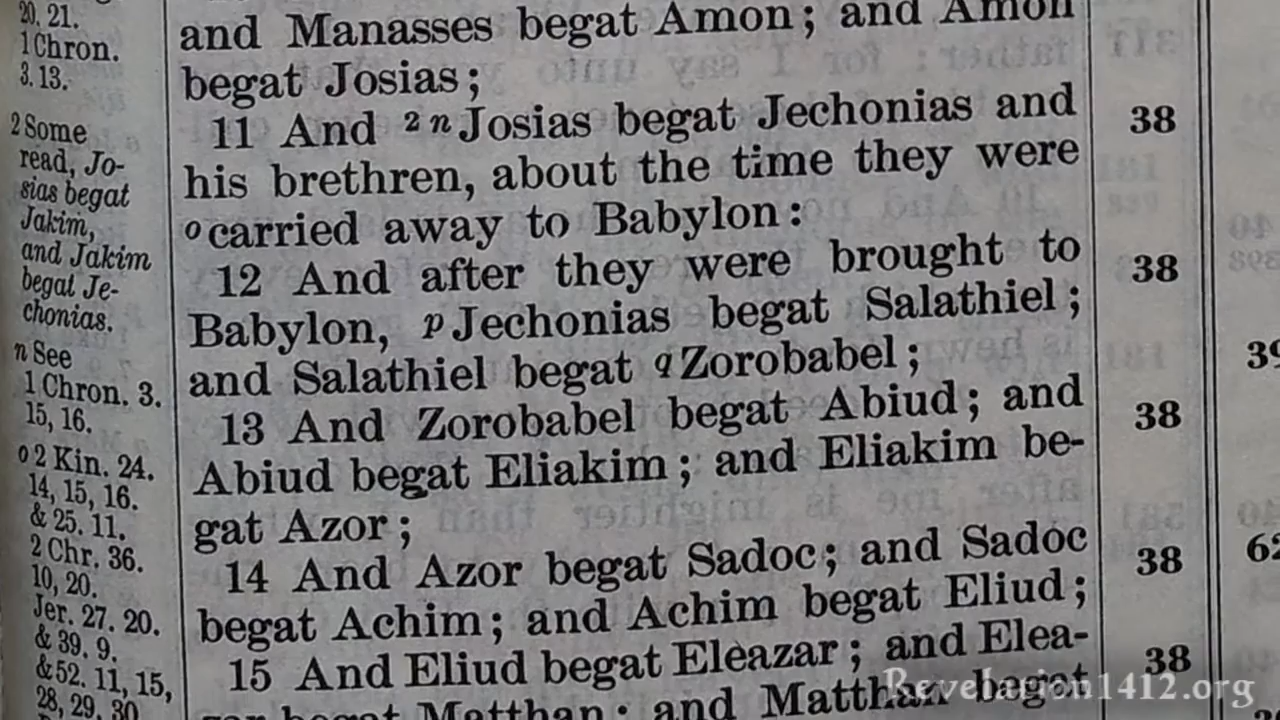 20. 21.
1 Chron.
3. 13.
2 Some
read, Jo-
sias begat
Jakim,
and Jakim
begat Je-
chonias.
n See
1 Chron. 3.
15, 16.
o 2 Kin. 24.
14, 15, 16.
& 25. 11.
2 Chr. 36.
10, 20.
Jer. 27. 20.
& 39. 9.
& 52. 11, 15,
28, 29, 30
and Manasses begat Amon; and Amon
begat Josias;
11 And 2 n Josias begat Jechonias and
his brethren, about the time they were
o carried away to Babylon:
12 And after they were brought to
Babylon, p Jechonias begat Salathiel;
and Salathiel begat q Zorobabel;
13 And Zorobabel begat Abiud; and
Abiud begat Eliakim; and Eliakim be-
gat Azor;
14 And Azor begat Sadoc; and Sadoc
begat Achim; and Achim begat Eliud;
15 And Eliud begat Eleazar; and Elea-
begat Matthan; and Matthan begat
38
38
38
38
38
Revelation1412.org